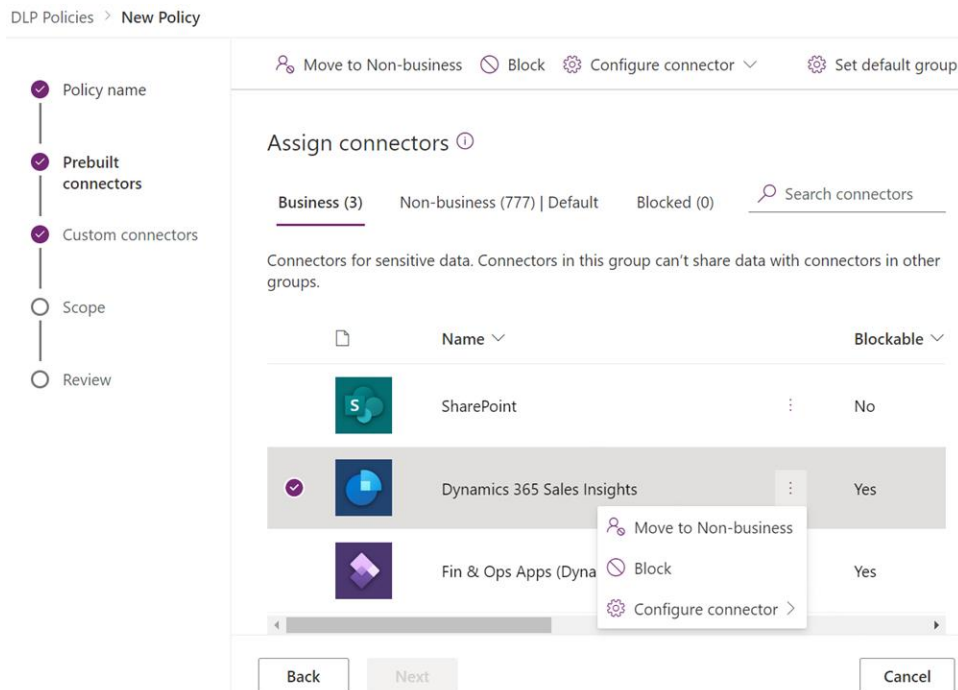 DLP Policies > New Policy
Move to Non-business Block Configure connector Set default group
Policy name
Prebuilt
connectors
Custom connectors
Scope
Review
Assign connectors
Business (3) Non-business (777) | Default Blocked (0) Search connectors
Connectors for sensitive data. Connectors in this group can't share data with connectors in other
groups.
Name Blockable
S SharePoint No
Dynamics 365 Sales Insights Yes
Move to Non-business
Block
Configure connector >
Fin & Ops Apps (Dyna Yes
Back Next Cancel